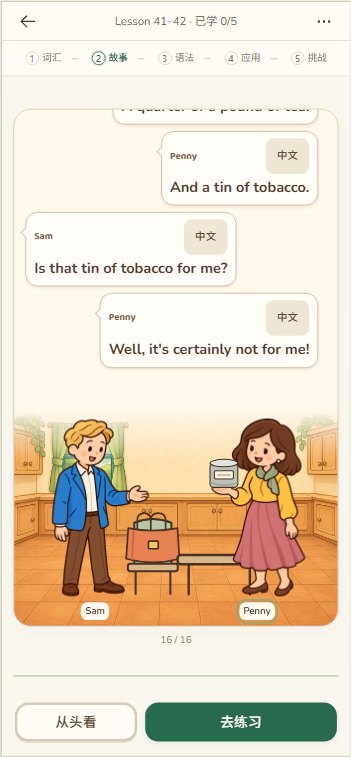 Lesson 41–42 · 已学 0/5
1 词汇 – 2 故事 – 3 语法 – 4 应用 – 5 挑战
A quarter of a pound of tea.
Penny 中文
And a tin of tobacco.
Sam 中文
Is that tin of tobacco for me?
Penny 中文
Well, it's certainly not for me!
Sam Penny
16 / 16
从头看 去练习